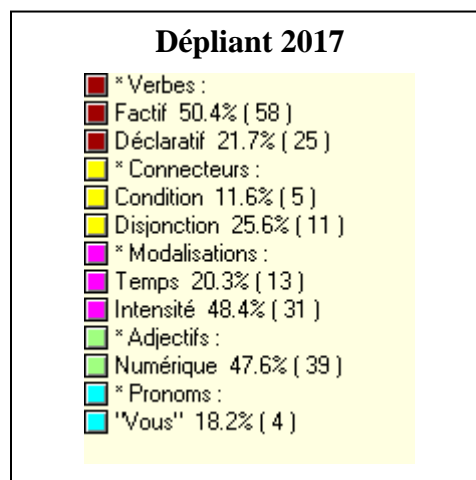 Dépliant 2017
* Verbes :
Factif 50.4% ( 58 )
Déclaratif 21.7% ( 25 )
* Connecteurs :
Condition 11.6% ( 5 )
Disjonction 25.6% ( 11 )
* Modalisations :
Temps 20.3% ( 13 )
Intensité 48.4% ( 31 )
* Adjectifs :
Numérique 47.6% ( 39 )
* Pronoms :
"Vous" 18.2% ( 4 )